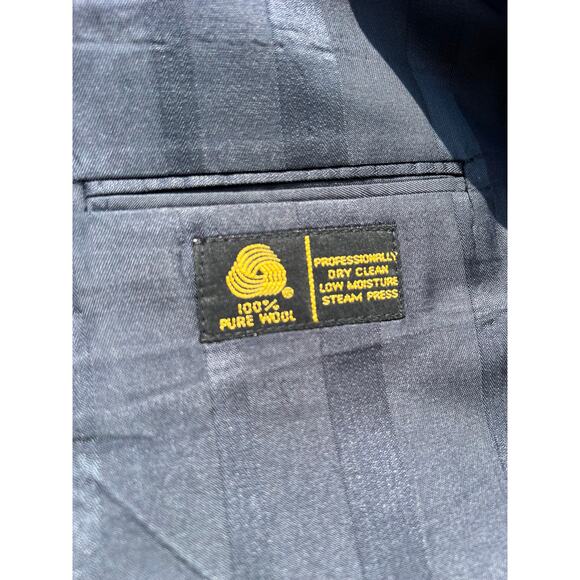 100%
PURE WOOL
PROFESSIONALLY
DRY CLEAN
LOW MOISTURE
STEAM PRESS